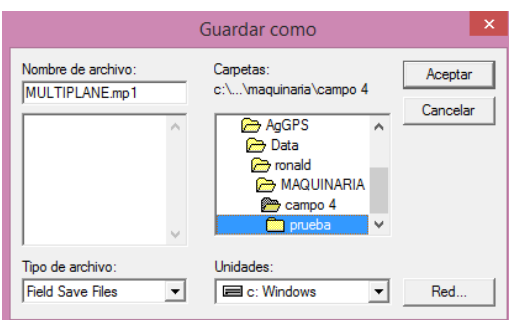 Guardar como
Nombre de archivo:
MULTIPLANE.mp1
Carpetas:
c:\...\maquinaria\campo 4
Aceptar
Cancelar
AgGPS
Data
ronald
MAQUINARIA
campo 4
prueba
Tipo de archivo:
Field Save Files
Unidades:
c: Windows
Red...